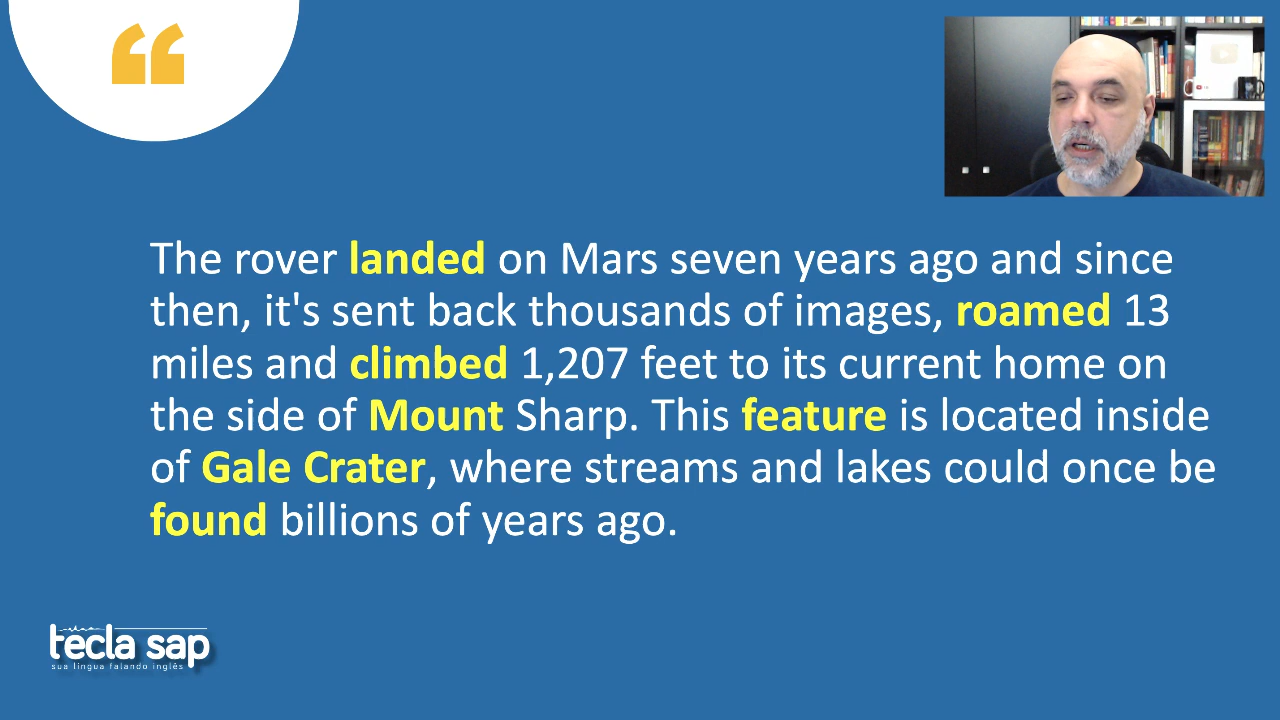 The rover landed on Mars seven years ago and since
then, it's sent back thousands of images, roamed 13
miles and climbed 1,207 feet to its current home on
the side of Mount Sharp. This feature is located inside
of Gale Crater, where streams and lakes could once be
found billions of years ago.
tecla sap
sua língua falando inglês